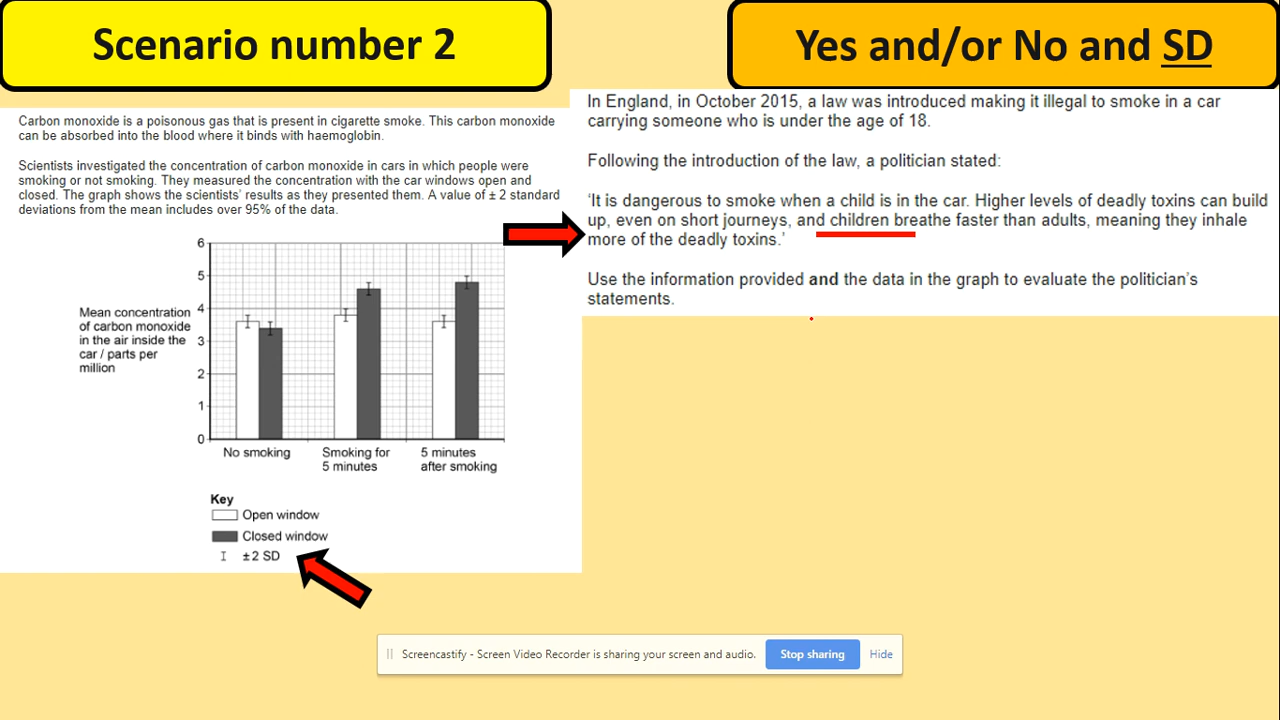 Scenario number 2
Yes and/or No and SD
Carbon monoxide is a poisonous gas that is present in cigarette smoke. This carbon monoxide
can be absorbed into the blood where it binds with haemoglobin.
Scientists investigated the concentration of carbon monoxide in cars in which people were
smoking or not smoking. They measured the concentration with the car windows open and
closed. The graph shows the scientists' results as they presented them. A value of ± 2 standard
deviations from the mean includes over 95% of the data.
6
5
4
3
2
1
0
Mean concentration
of carbon monoxide
in the air inside the
car / parts per
million
No smoking
Smoking for
5 minutes
5 minutes
after smoking
Key
Open window
Closed window
± 2 SD
In England, in October 2015, a law was introduced making it illegal to smoke in a car
carrying someone who is under the age of 18.
Following the introduction of the law, a politician stated:
'It is dangerous to smoke when a child is in the car. Higher levels of deadly toxins can build
up, even on short journeys, and children breathe faster than adults, meaning they inhale
more of the deadly toxins.'
Use the information provided and the data in the graph to evaluate the politician's
statements.
Screencastify - Screen Video Recorder is sharing your screen and audio.
Stop sharing
Hide